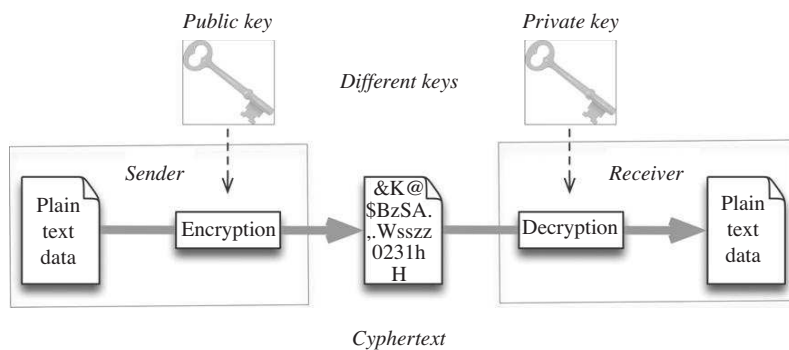 Public key
Private key
Different keys
Sender
Receiver
Plain
text
data
Encryption
&K@
$BzSA.
,.Wsszz
0231h
H
Decryption
Plain
text
data
Cyphertext